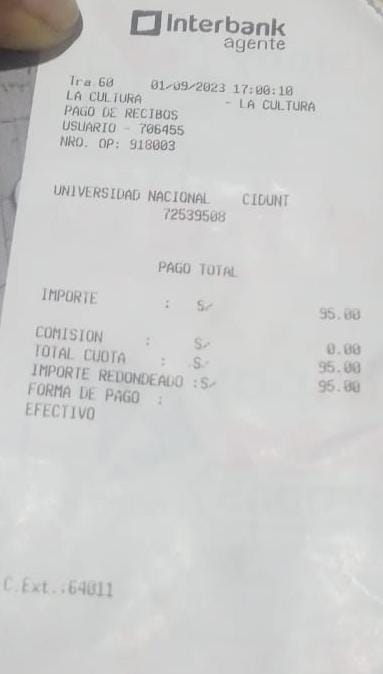 Interbank
agente
Tra 60 01/09/2023 17:00:10
LA CULTURA - LA CULTURA
PAGO DE RECIBOS
USUARIO - 706455
NRO. OP: 918003
UNIVERSIDAD NACIONAL CIDUNT
72539508
PAGO TOTAL
IMPORTE : S/ 95.00
COMISION : S/ 0.00
TOTAL CUOTA : S/ 95.00
IMPORTE REDONDEADO :S/ 95.00
FORMA DE PAGO :
EFECTIVO
C.Ext.:64011